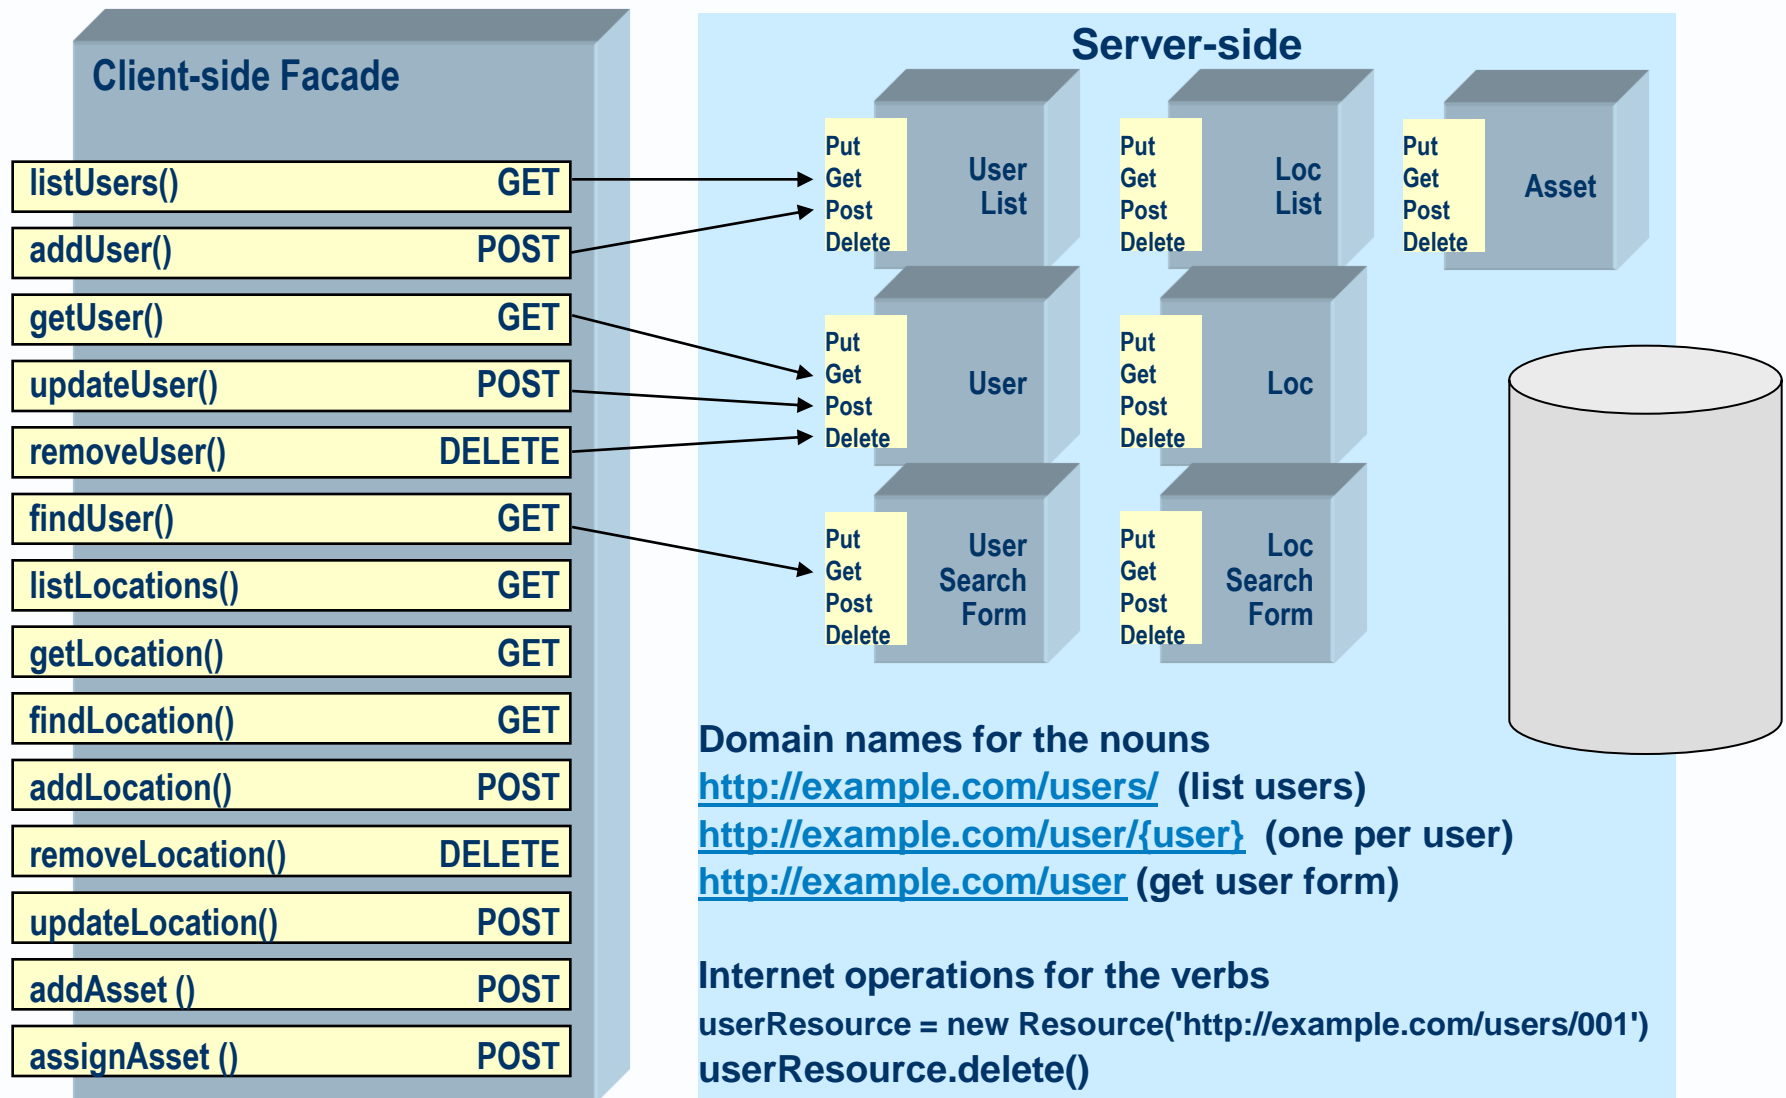 Client-side Facade
listUsers() GET
addUser() POST
getUser() GET
updateUser() POST
removeUser() DELETE
findUser() GET
listLocations() GET
getLocation() GET
findLocation() GET
addLocation() POST
removeLocation() DELETE
updateLocation() POST
addAsset () POST
assignAsset () POST
Server-side
Put
Get
Post
Delete
User
List
Put
Get
Post
Delete
Loc
List
Put
Get
Post
Delete
Asset
Put
Get
Post
Delete
User
Put
Get
Post
Delete
Loc
Put
Get
Post
Delete
User
Search
Form
Put
Get
Post
Delete
Loc
Search
Form
Domain names for the nouns
http://example.com/users/ (list users)
http://example.com/user/{user} (one per user)
http://example.com/user (get user form)
Internet operations for the verbs
userResource = new Resource('http://example.com/users/001')
userResource.delete()